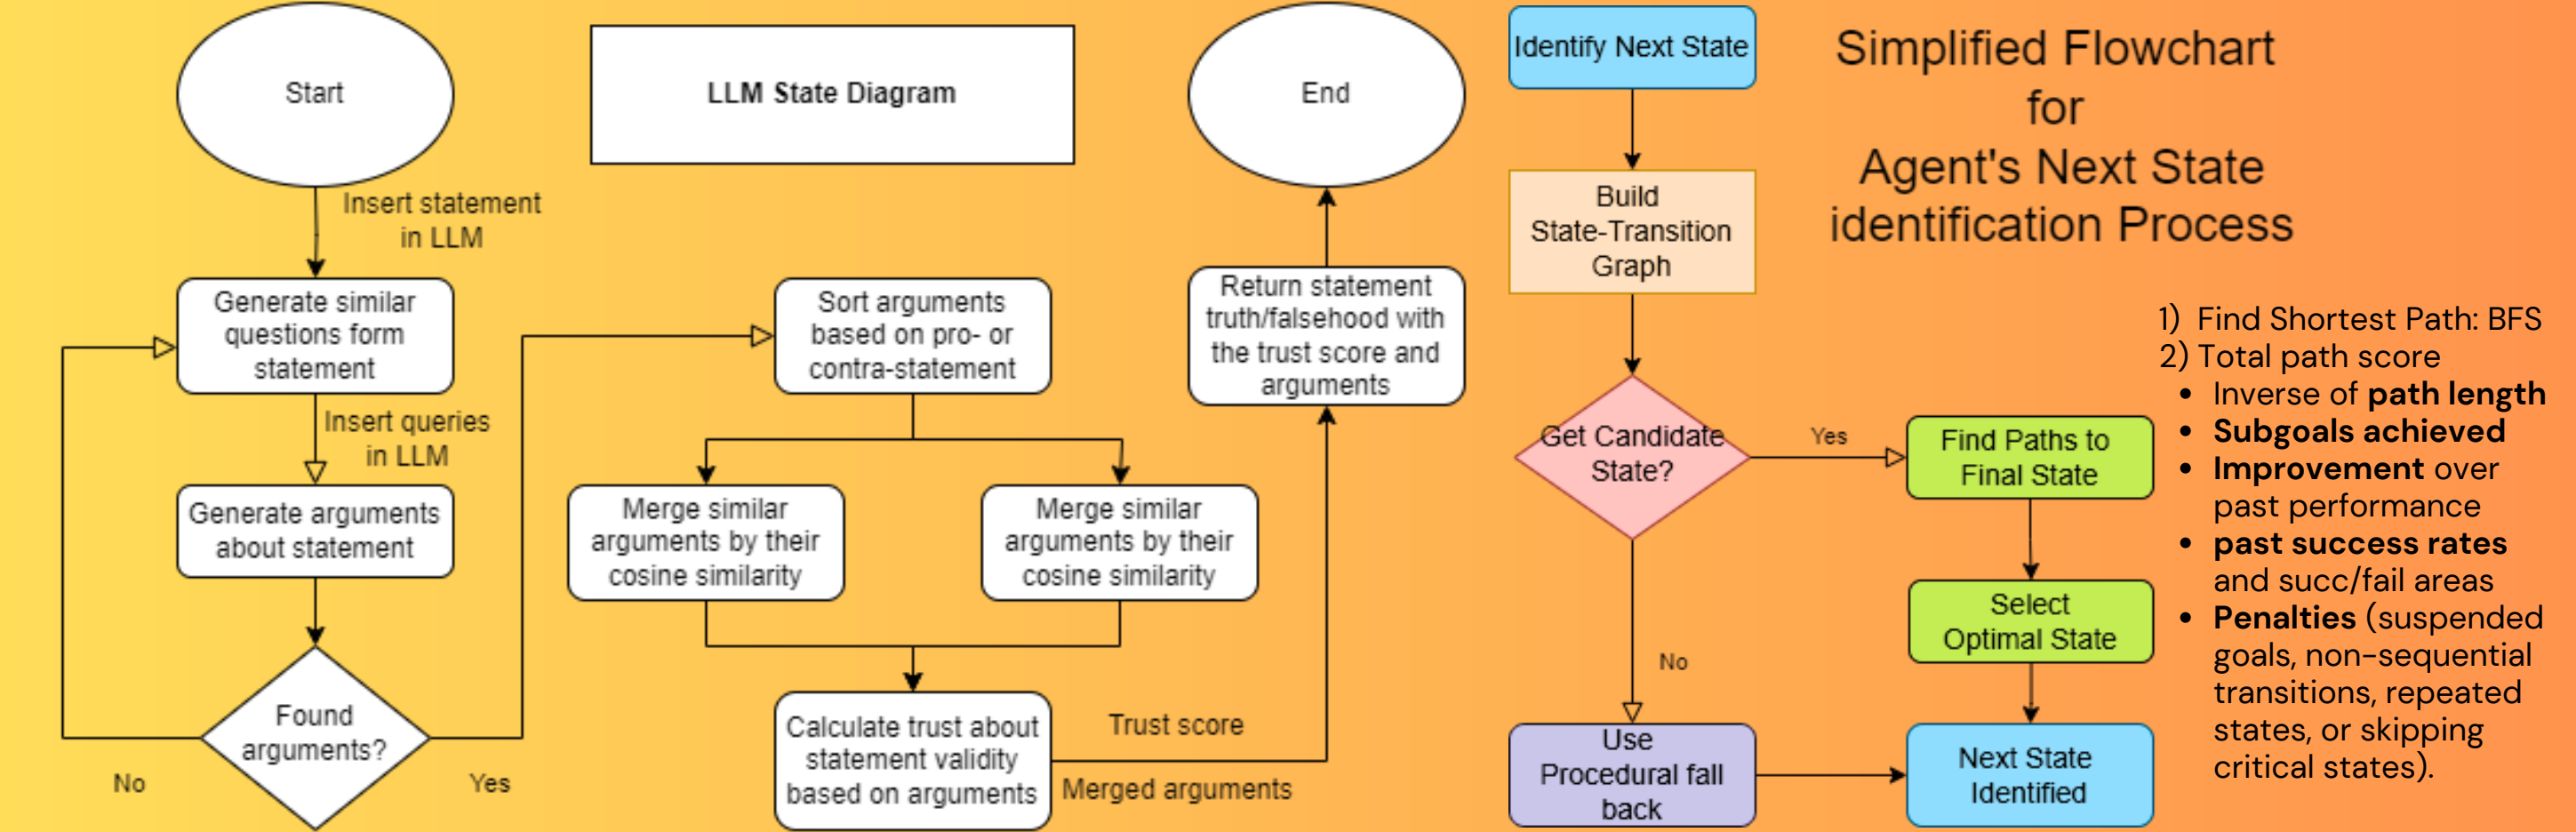 Start
Insert statement
in LLM
Generate similar
questions form
statement
Insert queries
in LLM
Generate arguments
about statement
Found
arguments?
No
Yes
LLM State Diagram
Sort arguments
based on pro- or
contra-statement
Merge similar
arguments by their
cosine similarity
Merge similar
arguments by their
cosine similarity
Calculate trust about
statement validity
based on arguments
Trust score
Merged arguments
Return statement
truth/falsehood with
the trust score and
arguments
End
Simplified Flowchart
for
Agent's Next State
identification Process
Identify Next State
Build
State-Transition
Graph
Get Candidate
State?
Yes
No
Find Paths to
Final State
Select
Optimal State
Use
Procedural fall
back
Next State
Identified
1) Find Shortest Path: BFS
2) Total path score
• Inverse of path length
• Subgoals achieved
• Improvement over
past performance
• past success rates
and succ/fail areas
• Penalties (suspended
goals, non-sequential
transitions, repeated
states, or skipping
critical states).